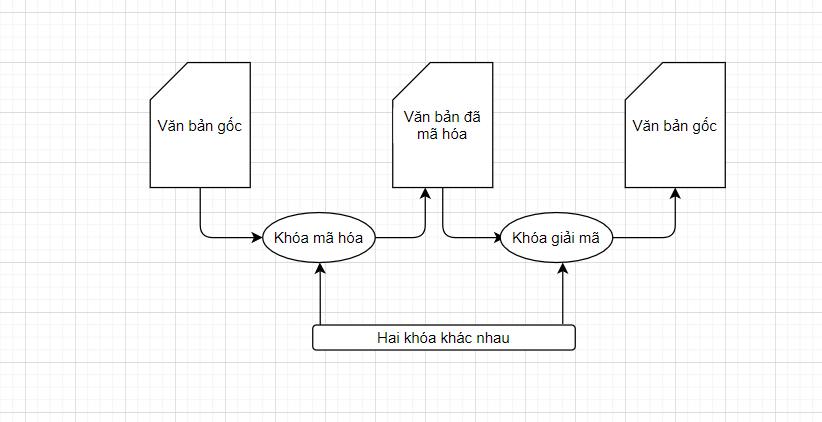 Văn bản gốc
Văn bản đã
mã hóa
Văn bản gốc
Khóa mã hóa
Khóa giải mã
Hai khóa khác nhau